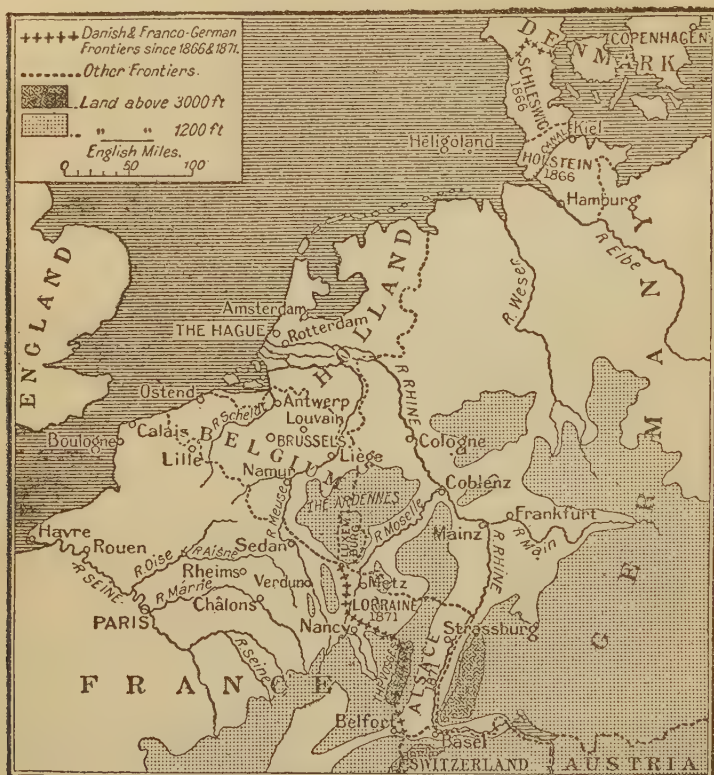 Danish & Franco-German
Frontiers since 1866 & 1871.
Other Frontiers.
Land above 3000 ft
" " 1200 ft
English Miles.
0 50 100
DENMARK
COPENHAGEN
SCHLESWIG
1866
Heligoland
CANAL
Kiel
HOLSTEIN
1866
Hamburg
R Elbe
R. Weser
ENGLAND
HOLLAND
GERMANY
Amsterdam
THE HAGUE
Rotterdam
R RHINE
Ostend
R Scheldt
Antwerp
Louvain
Calais
BELGIUM
BRUSSELS
Cologne
Boulogne
Lille
Liège
Namur
Coblenz
THE ARDENNES
R Meuse
LUXEMBURG
R Moselle
Frankfurt
Mainz
R Main
R RHINE
Havre
Rouen
R. SEINE.
R. Oise
R Aisne
Sedan
Rheims
Verdun
Metz
R Marne
Châlons
LORRAINE
1871
PARIS
Nancy
Strassburg
R Seine
ALSACE
FRANCE
Belfort
Basel
SWITZERLAND
AUSTRIA